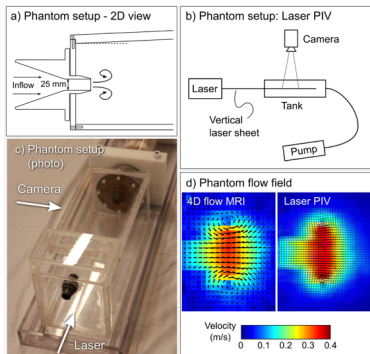 a) Phantom setup - 2D view
Inflow
25 mm
b) Phantom setup: Laser PIV
Camera
Laser
Tank
Vertical
laser sheet
Pump
c) Phantom setup
(photo)
Camera
Laser
d) Phantom flow field
4D flow MRI
Laser PIV
Velocity
(m/s)
0 0.1 0.2 0.3 0.4